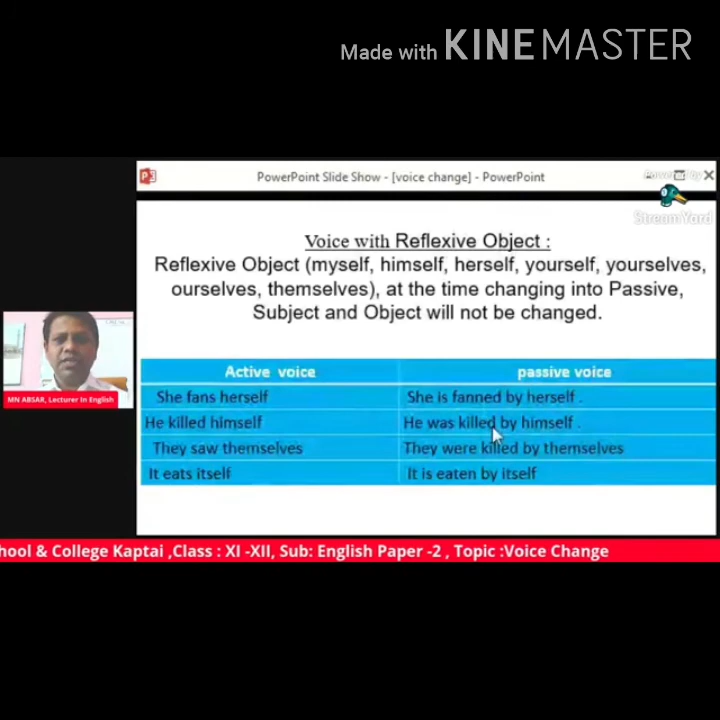 Made with KINEMASTER
PowerPoint Slide Show - [voice change] - PowerPoint
StreamYard
Voice with Reflexive Object :
Reflexive Object (myself, himself, herself, yourself, yourselves,
ourselves, themselves), at the time changing into Passive,
Subject and Object will not be changed.
Active voice passive voice
She fans herself She is fanned by herself .
He killed himself He was killed by himself .
They saw themselves They were killed by themselves
It eats itself It is eaten by itself
MN ABSAR, Lecturer In English
hool & College Kaptai ,Class : XI -XII, Sub: English Paper -2 , Topic :Voice Change